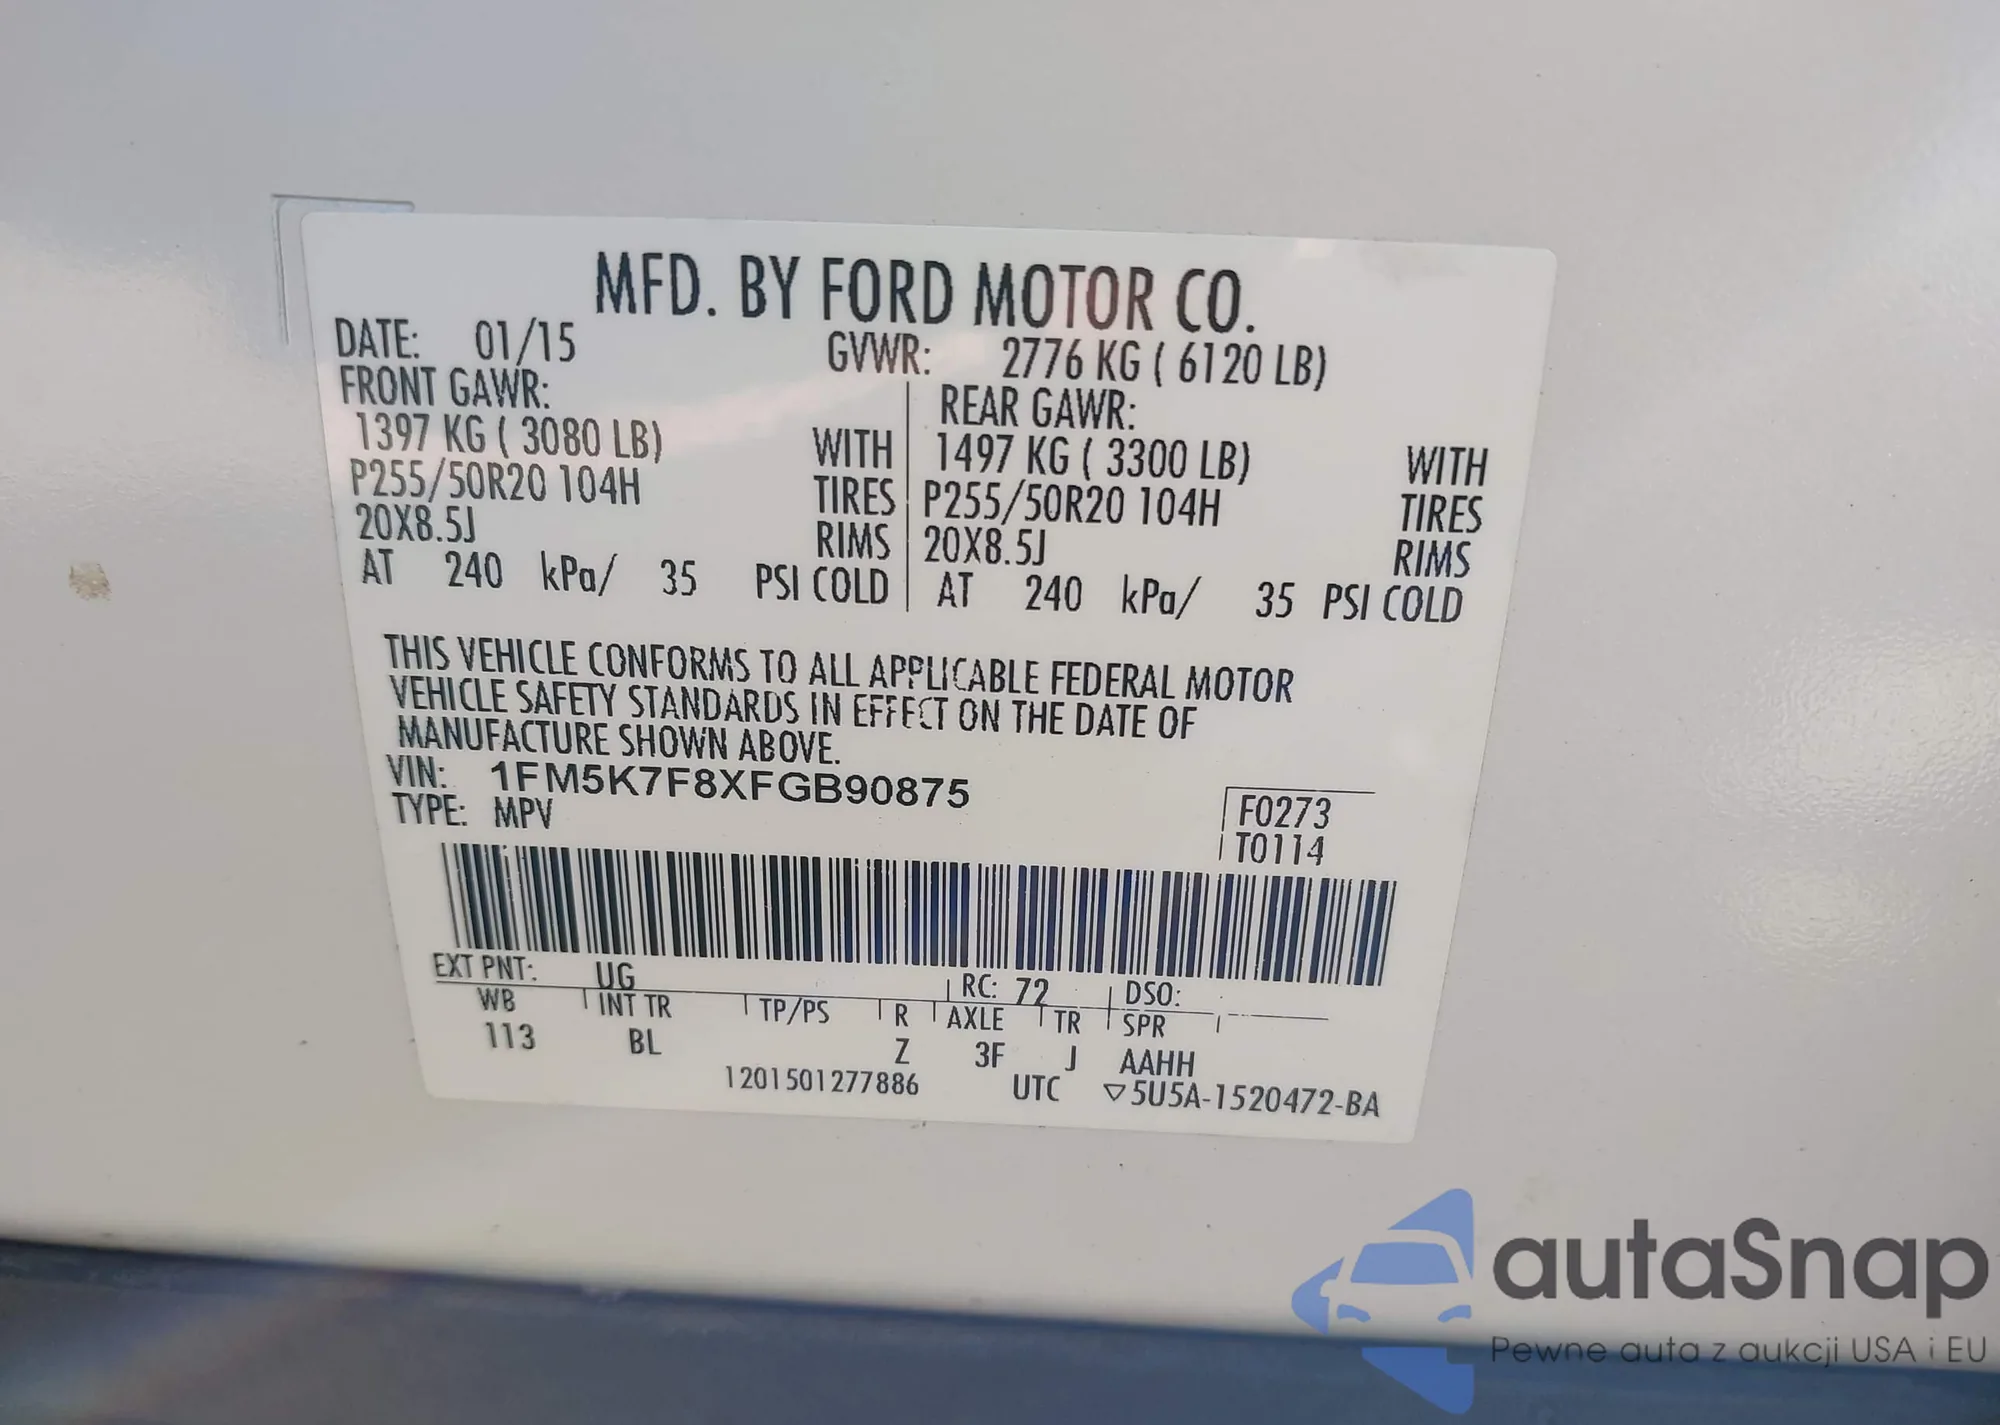 MFD. BY FORD MOTOR CO.
DATE: 01/15 GVWR: 2776 KG ( 6120 LB)
FRONT GAWR: REAR GAWR:
1397 KG ( 3080 LB) WITH 1497 KG ( 3300 LB) WITH
P255/50R20 104H TIRES P255/50R20 104H TIRES
20X8.5J RIMS 20X8.5J RIMS
AT 240 kPa/ 35 PSI COLD AT 240 kPa/ 35 PSI COLD
THIS VEHICLE CONFORMS TO ALL APPLICABLE FEDERAL MOTOR
VEHICLE SAFETY STANDARDS IN EFFECT ON THE DATE OF
MANUFACTURE SHOWN ABOVE.
VIN: 1FM5K7F8XFGB90875
TYPE: MPV
F0273
T0114
EXT PNT: UG RC: 72 DSO:
WB INT TR TP/PS R AXLE TR SPR
113 BL Z 3F J AAHH
1201501277886 UTC ▽5U5A-1520472-BA
autaSnap
Pewne auta z aukcji USA i EU